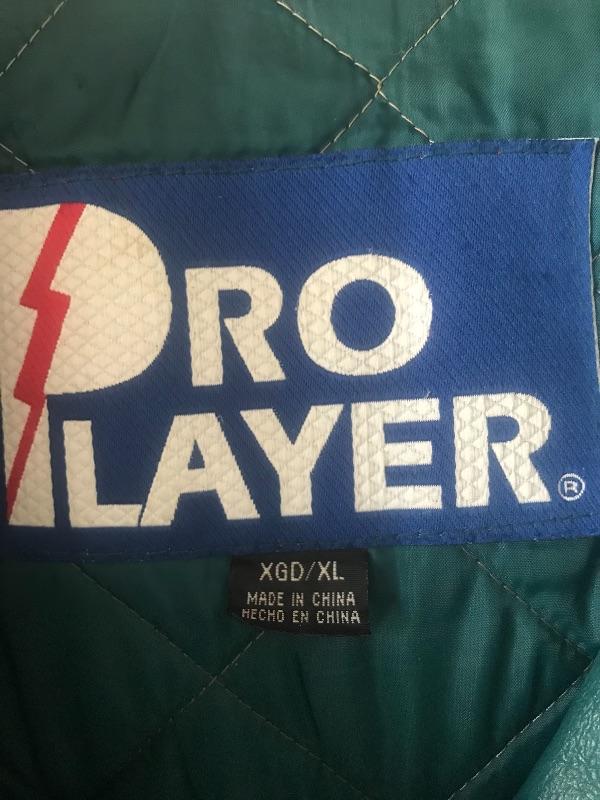 PRO
PLAYER®
XGD/XL
MADE IN CHINA
HECHO EN CHINA